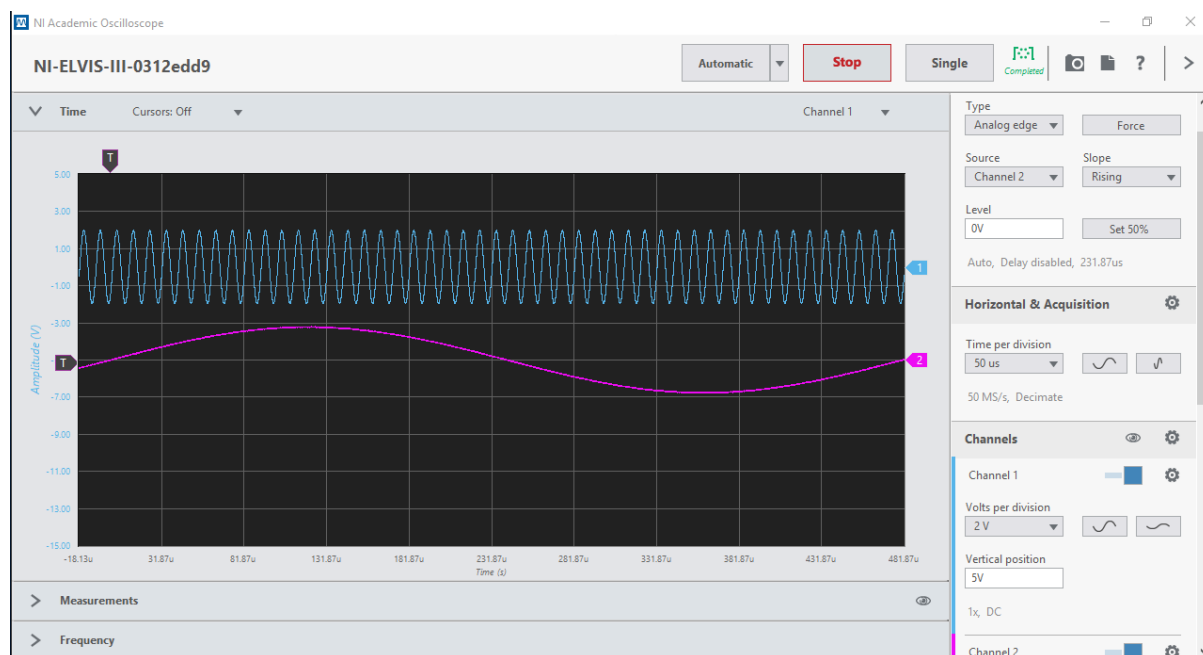 NI Academic Oscilloscope
NI-ELVIS-III-0312edd9
Automatic
Stop
Single
Completed
?
Time
Cursors: Off
Channel 1
T
5.00
3.00
1.00
-1.00
-3.00
-7.00
-9.00
-11.00
-13.00
-15.00
Amplitude (V)
T
1
2
-18.13u 31.87u 81.87u 131.87u 181.87u 231.87u 281.87u 331.87u 381.87u 431.87u 481.87u
Time (s)
Measurements
Frequency
Type
Analog edge
Force
Source Slope
Channel 2 Rising
Level
0V
Set 50%
Auto, Delay disabled, 231.87us
Horizontal & Acquisition
Time per division
50 us
50 MS/s, Decimate
Channels
Channel 1
Volts per division
2 V
Vertical position
5V
1x, DC
Channel 2